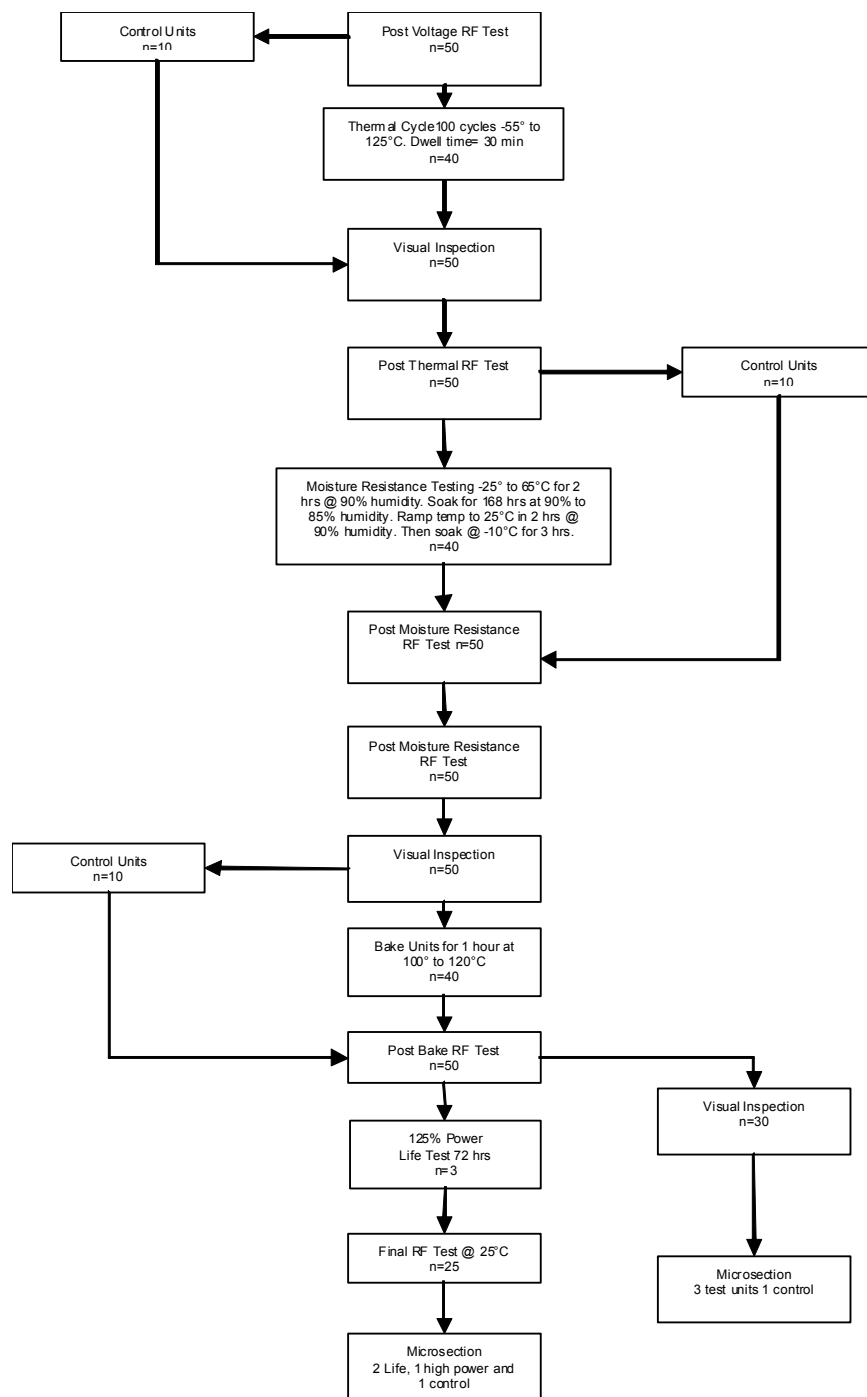 Control Units
n=10
Post Voltage RF Test
n=50
Thermal Cycle100 cycles -55° to
125°C. Dwell time= 30 min
n=40
Visual Inspection
n=50
Post Thermal RF Test
n=50
Control Units
n=10
Moisture Resistance Testing -25° to 65°C for 2
hrs @ 90% humidity. Soak for 168 hrs at 90% to
85% humidity. Ramp temp to 25°C in 2 hrs @
90% humidity. Then soak @ -10°C for 3 hrs.
n=40
Post Moisture Resistance
RF Test n=50
Post Moisture Resistance
RF Test
n=50
Control Units
n=10
Visual Inspection
n=50
Bake Units for 1 hour at
100° to 120°C
n=40
Post Bake RF Test
n=50
Visual Inspection
n=30
125% Power
Life Test 72 hrs
n=3
Final RF Test @ 25°C
n=25
Microsection
3 test units 1 control
Microsection
2 Life, 1 high power and
1 control